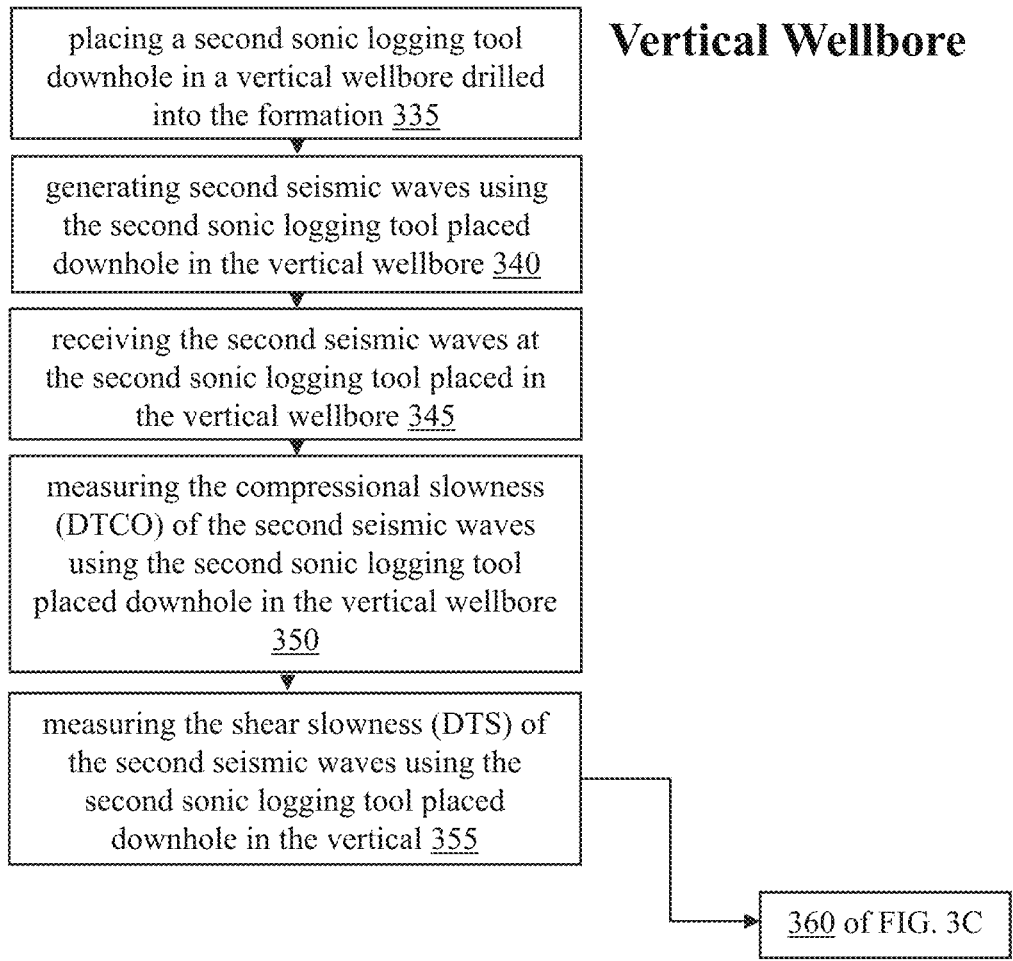 Vertical Wellbore
placing a second sonic logging tool
downhole in a vertical wellbore drilled
into the formation 335
generating second seismic waves using
the second sonic logging tool placed
downhole in the vertical wellbore 340
receiving the second seismic waves at
the second sonic logging tool placed in
the vertical wellbore 345
measuring the compressional slowness
(DTCO) of the second seismic waves
using the second sonic logging tool
placed downhole in the vertical wellbore
350
measuring the shear slowness (DTS) of
the second seismic waves using the
second sonic logging tool placed
downhole in the vertical 355
360 of FIG. 3C